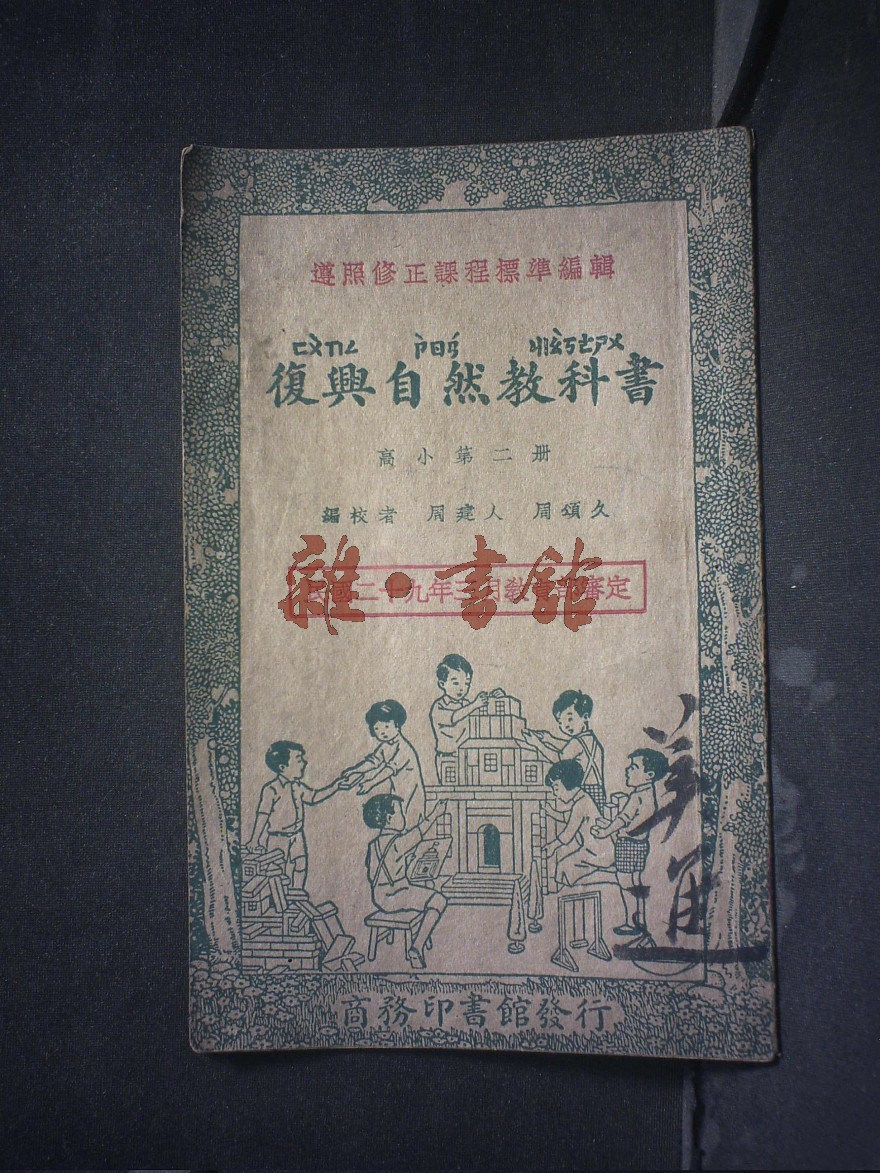 遵照修正課程標準編輯
復興自然教科書
高小第二册
編校者 周建人 周頌久
民國二十九年三月教育部審定
雜·書館
商務印書館發行